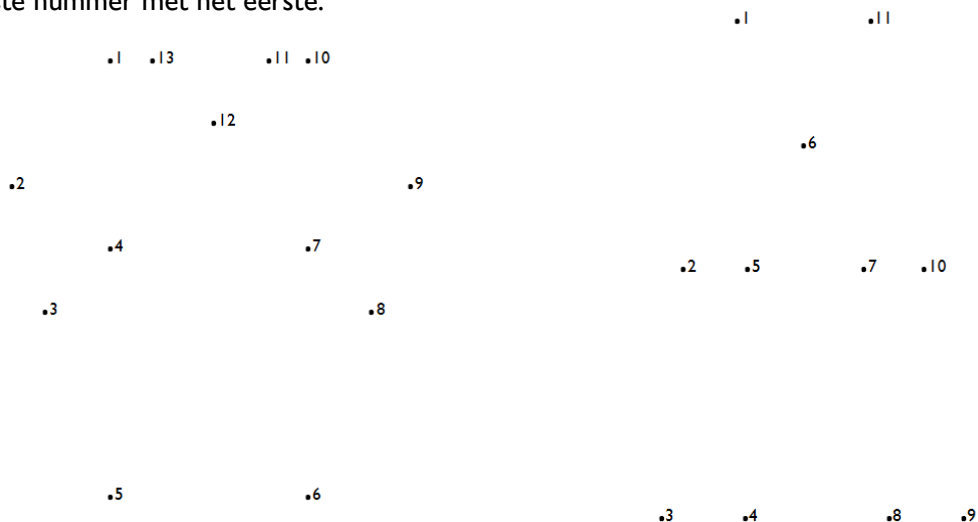 ste nummer met het eerste.
.1 .11
.1 .13 .11 .10
.12
.6
.2 .9
.4 .7
.2 .5 .7 .10
.3 .8
.5 .6
.3 .4 .8 .9